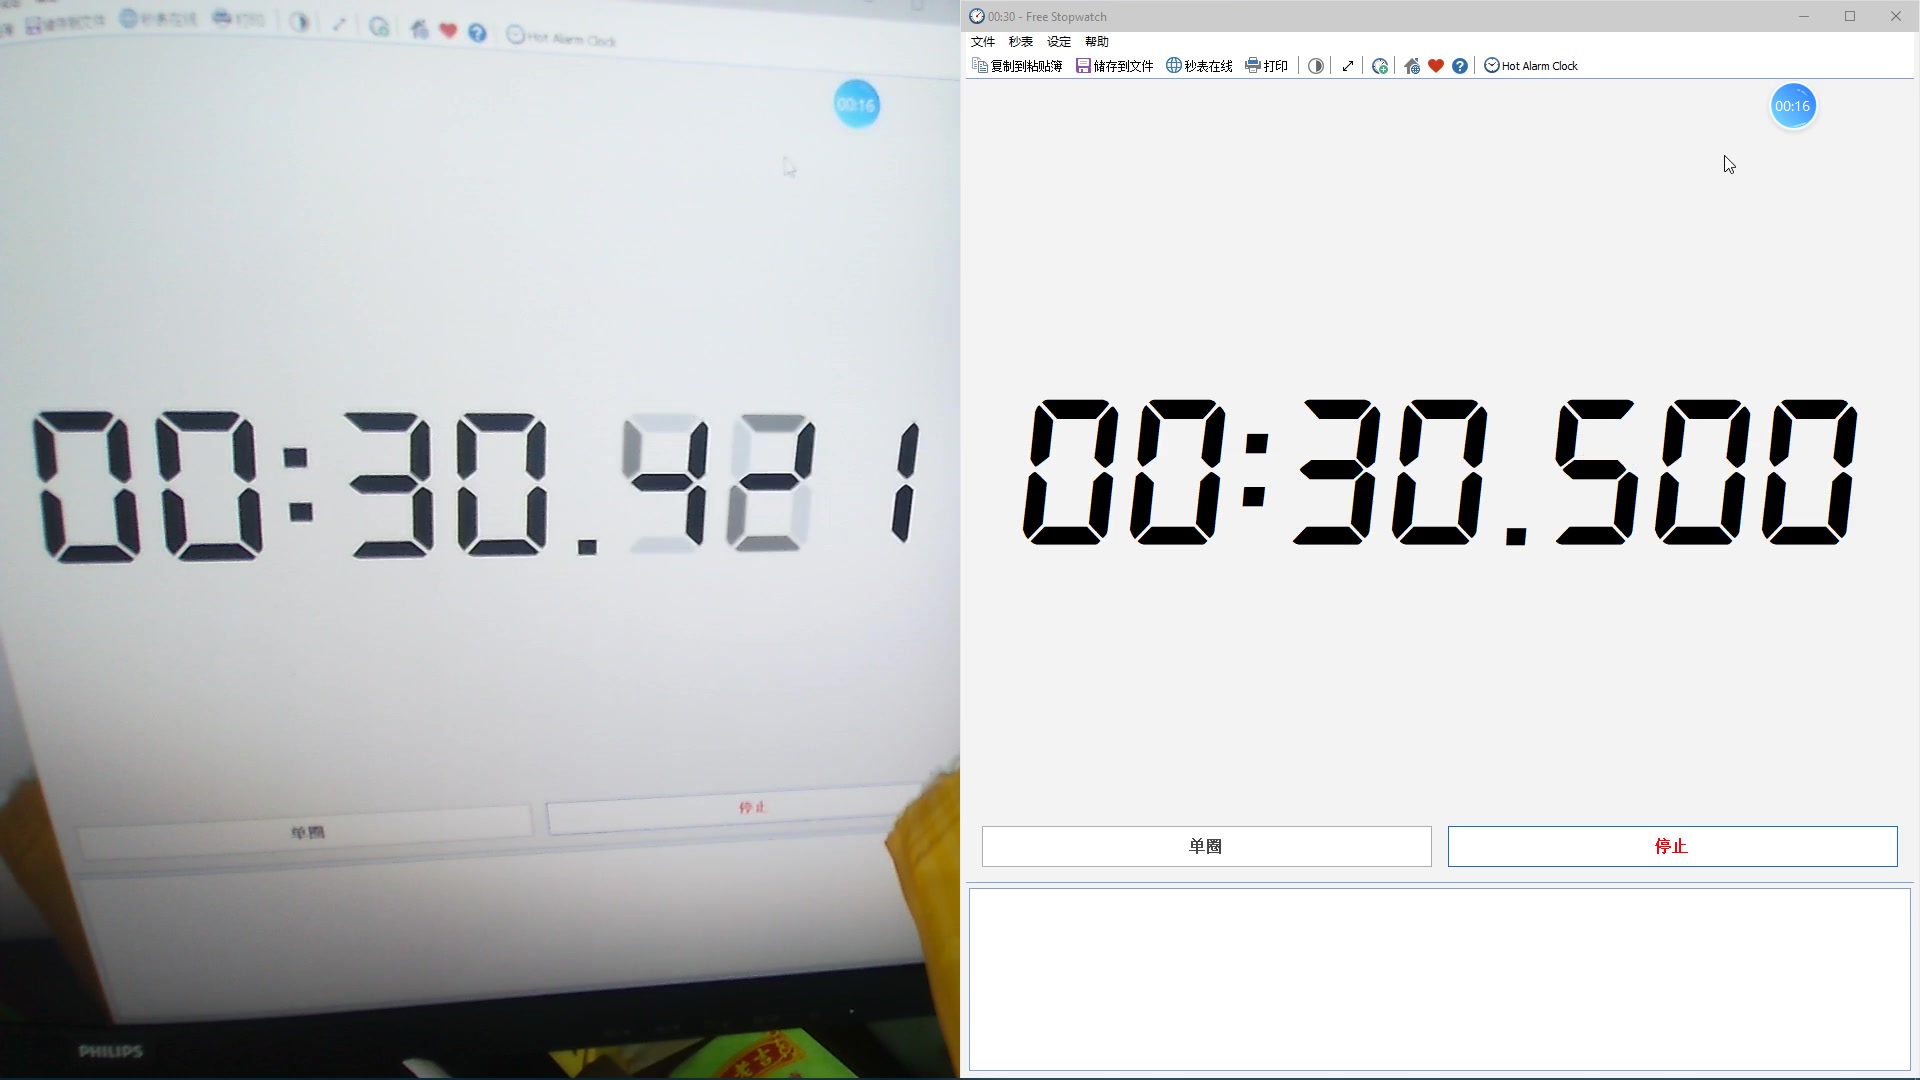 储存到文件 秒表在线 打印 Hot Alarm Clock
00:16
00:30.
1
单圈 停止
PHILIPS
00:30 - Free Stopwatch
文件 秒表 设定 帮助
复制到粘贴簿 储存到文件 秒表在线 打印 Hot Alarm Clock
00:16
00:30.500
单圈 停止